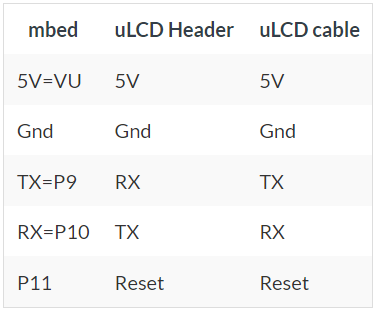 mbed uLCD Header uLCD cable
5V=VU 5V 5V
Gnd Gnd Gnd
TX=P9 RX TX
RX=P10 TX RX
P11 Reset Reset